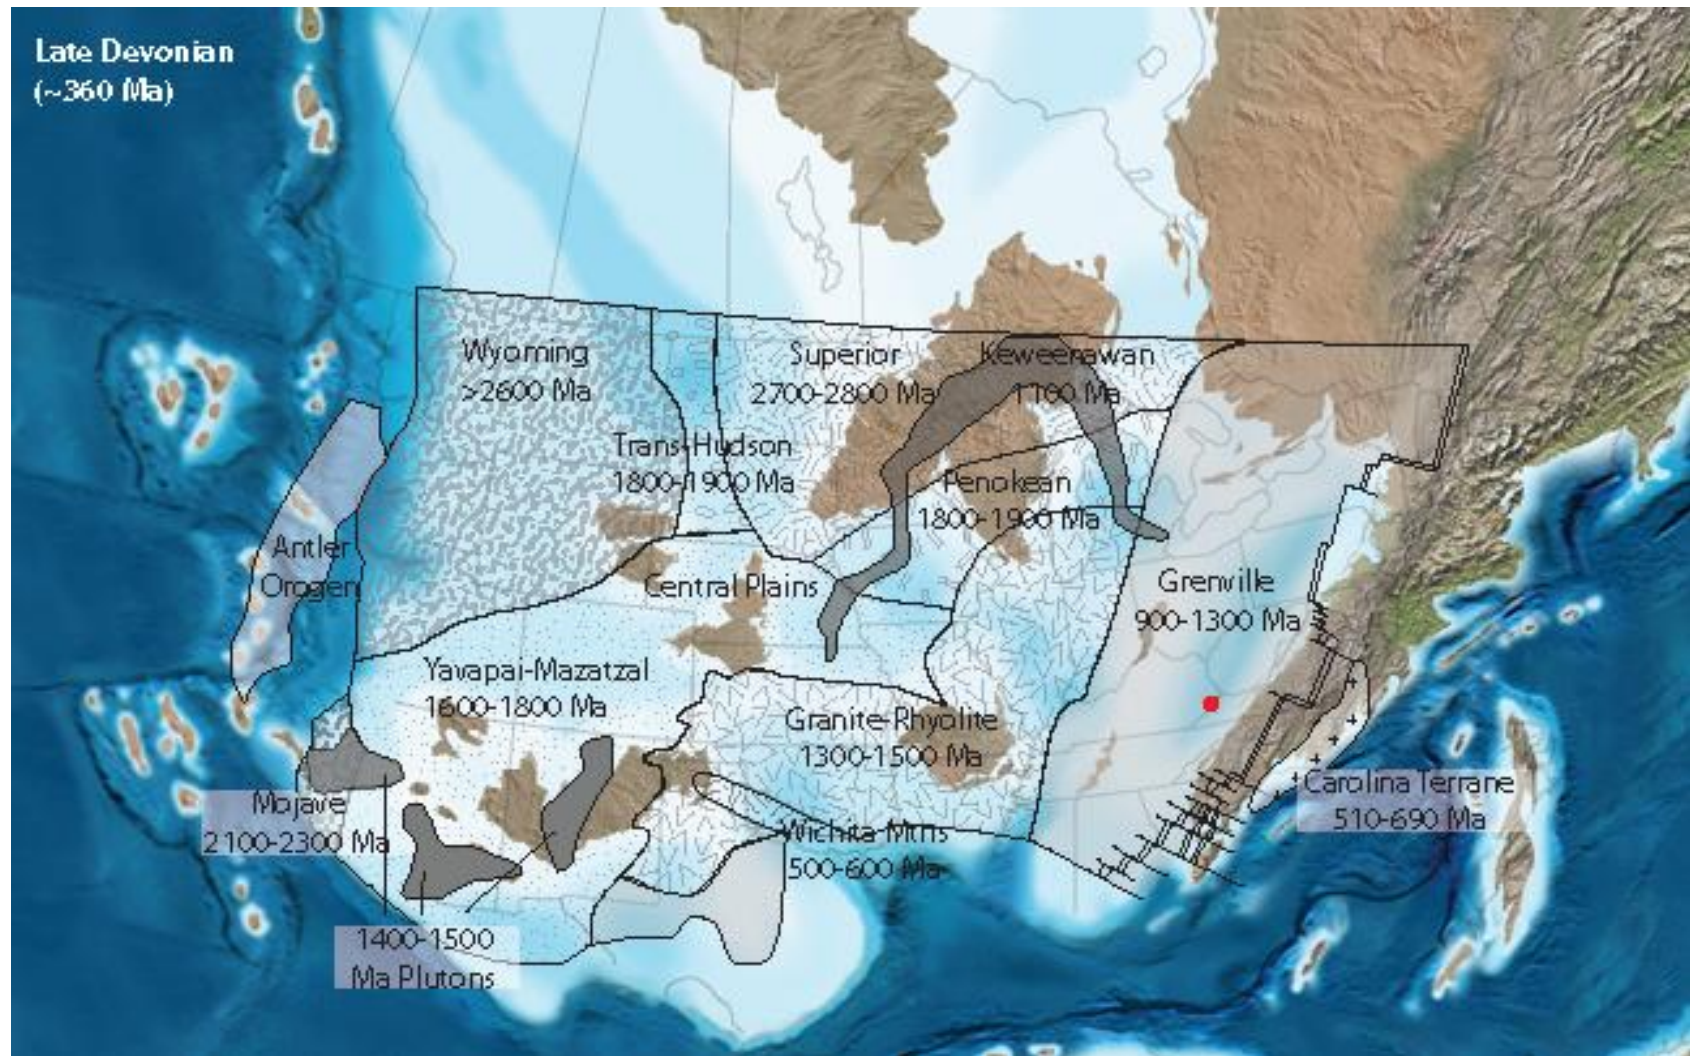 Late Devonian
(~360 Ma)
Wyoming
>2600 Ma
Superior
2700-2800 Ma
Keweenawan
1100 Ma
Trans-Hudson
1800-1900 Ma
Penokean
1800-1900 Ma
Antler
Orogen
Central Plains
Grenville
900-1300 Ma
Yavapai-Mazatzal
1600-1800 Ma
Granite-Rhyolite
1300-1500 Ma
Mojave
2100-2300 Ma
Wichita Mtns
500-600 Ma
Carolina Terrane
510-690 Ma
1400-1500
Ma Plutons